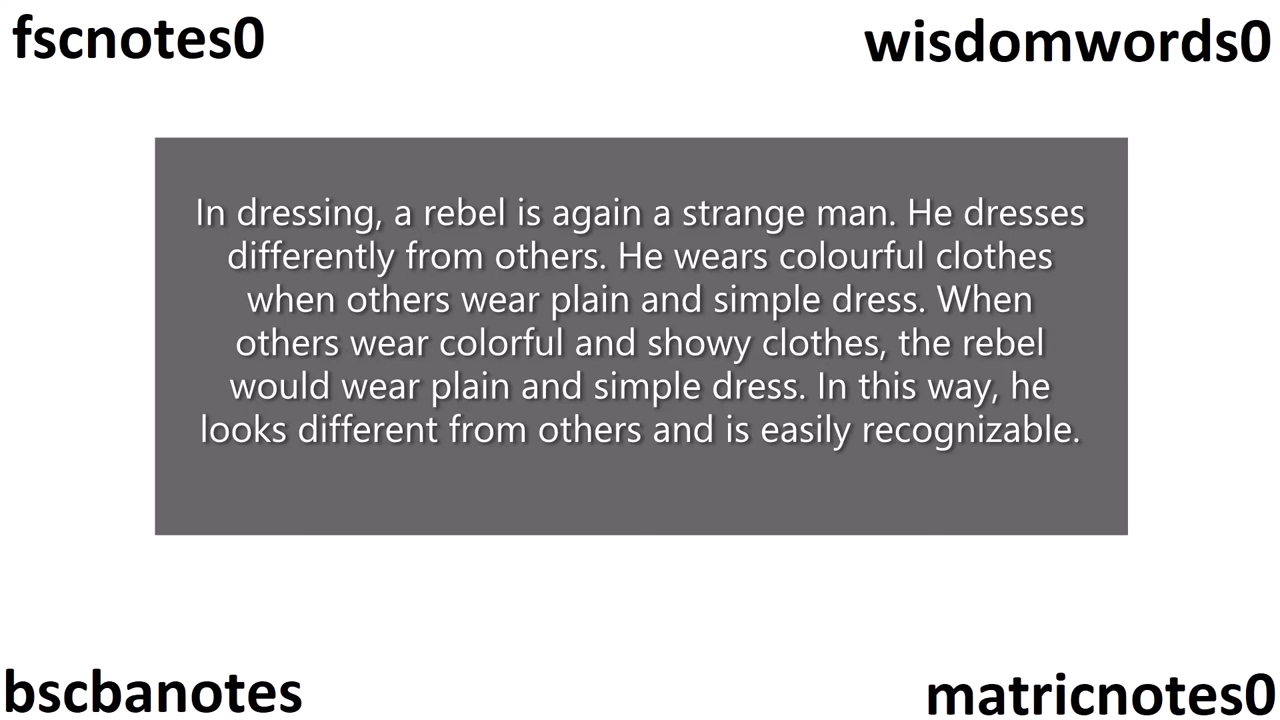 fscnotes0
wisdomwords0
In dressing, a rebel is again a strange man. He dresses
differently from others. He wears colourful clothes
when others wear plain and simple dress. When
others wear colorful and showy clothes, the rebel
would wear plain and simple dress. In this way, he
looks different from others and is easily recognizable.
bscbanotes
matricnotes0